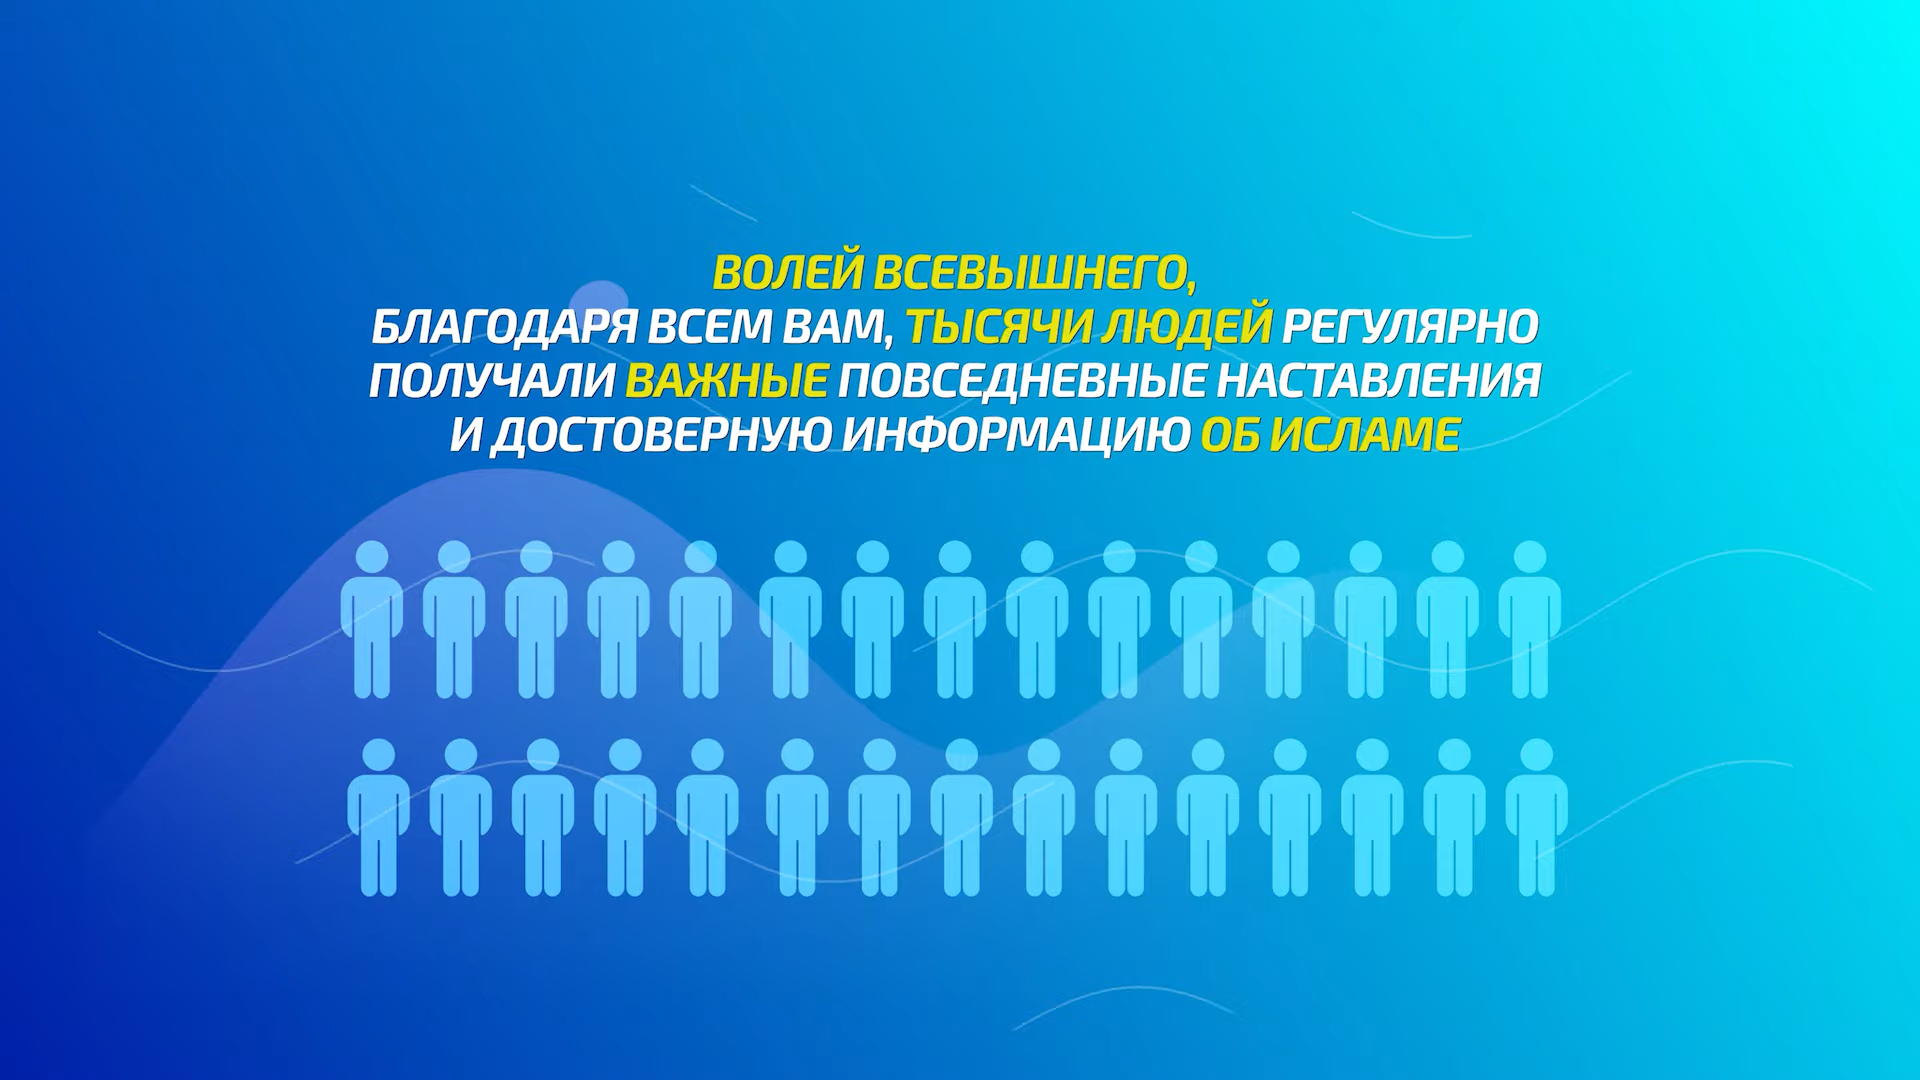 ВОЛЕЙ ВСЕВЫШНЕГО,
БЛАГОДАРЯ ВСЕМ ВАМ, ТЫСЯЧИ ЛЮДЕЙ РЕГУЛЯРНО
ПОЛУЧАЛИ ВАЖНЫЕ ПОВСЕДНЕВНЫЕ НАСТАВЛЕНИЯ
И ДОСТОВЕРНУЮ ИНФОРМАЦИЮ ОБ ИСЛАМЕ